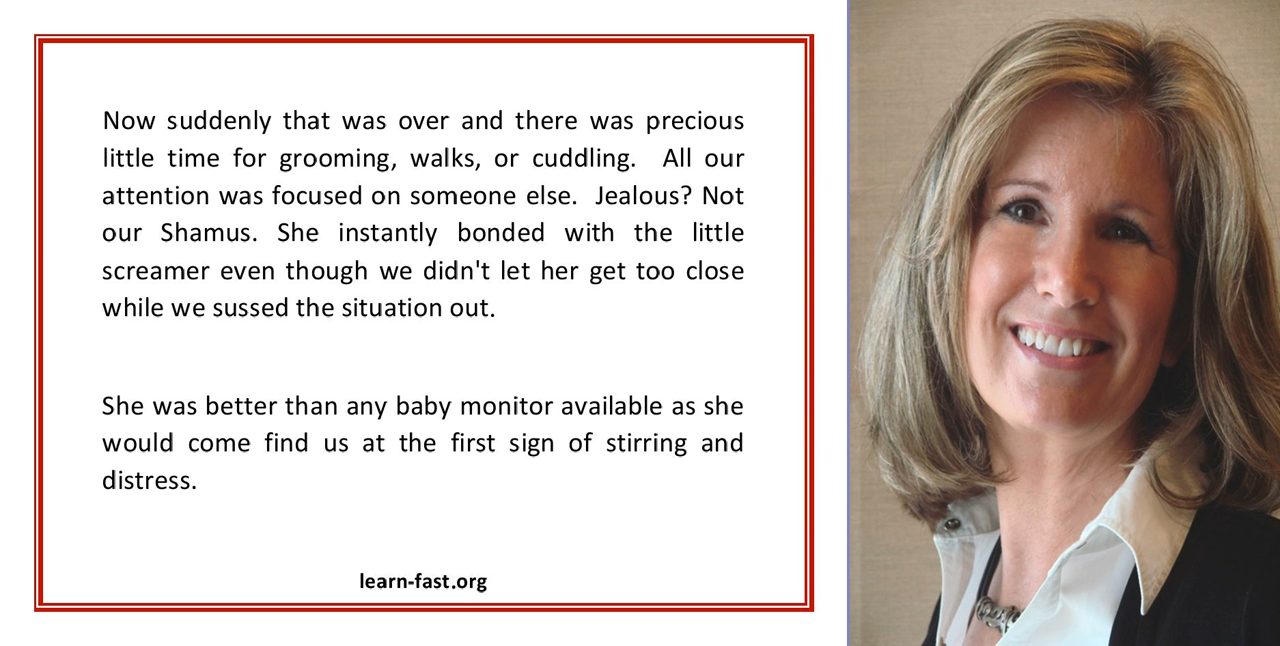 Now suddenly that was over and there was precious
little time for grooming, walks, or cuddling. All our
attention was focused on someone else. Jealous? Not
our Shamus. She instantly bonded with the little
screamer even though we didn't let her get too close
while we sussed the situation out.
She was better than any baby monitor available as she
would come find us at the first sign of stirring and
distress.
learn-fast.org